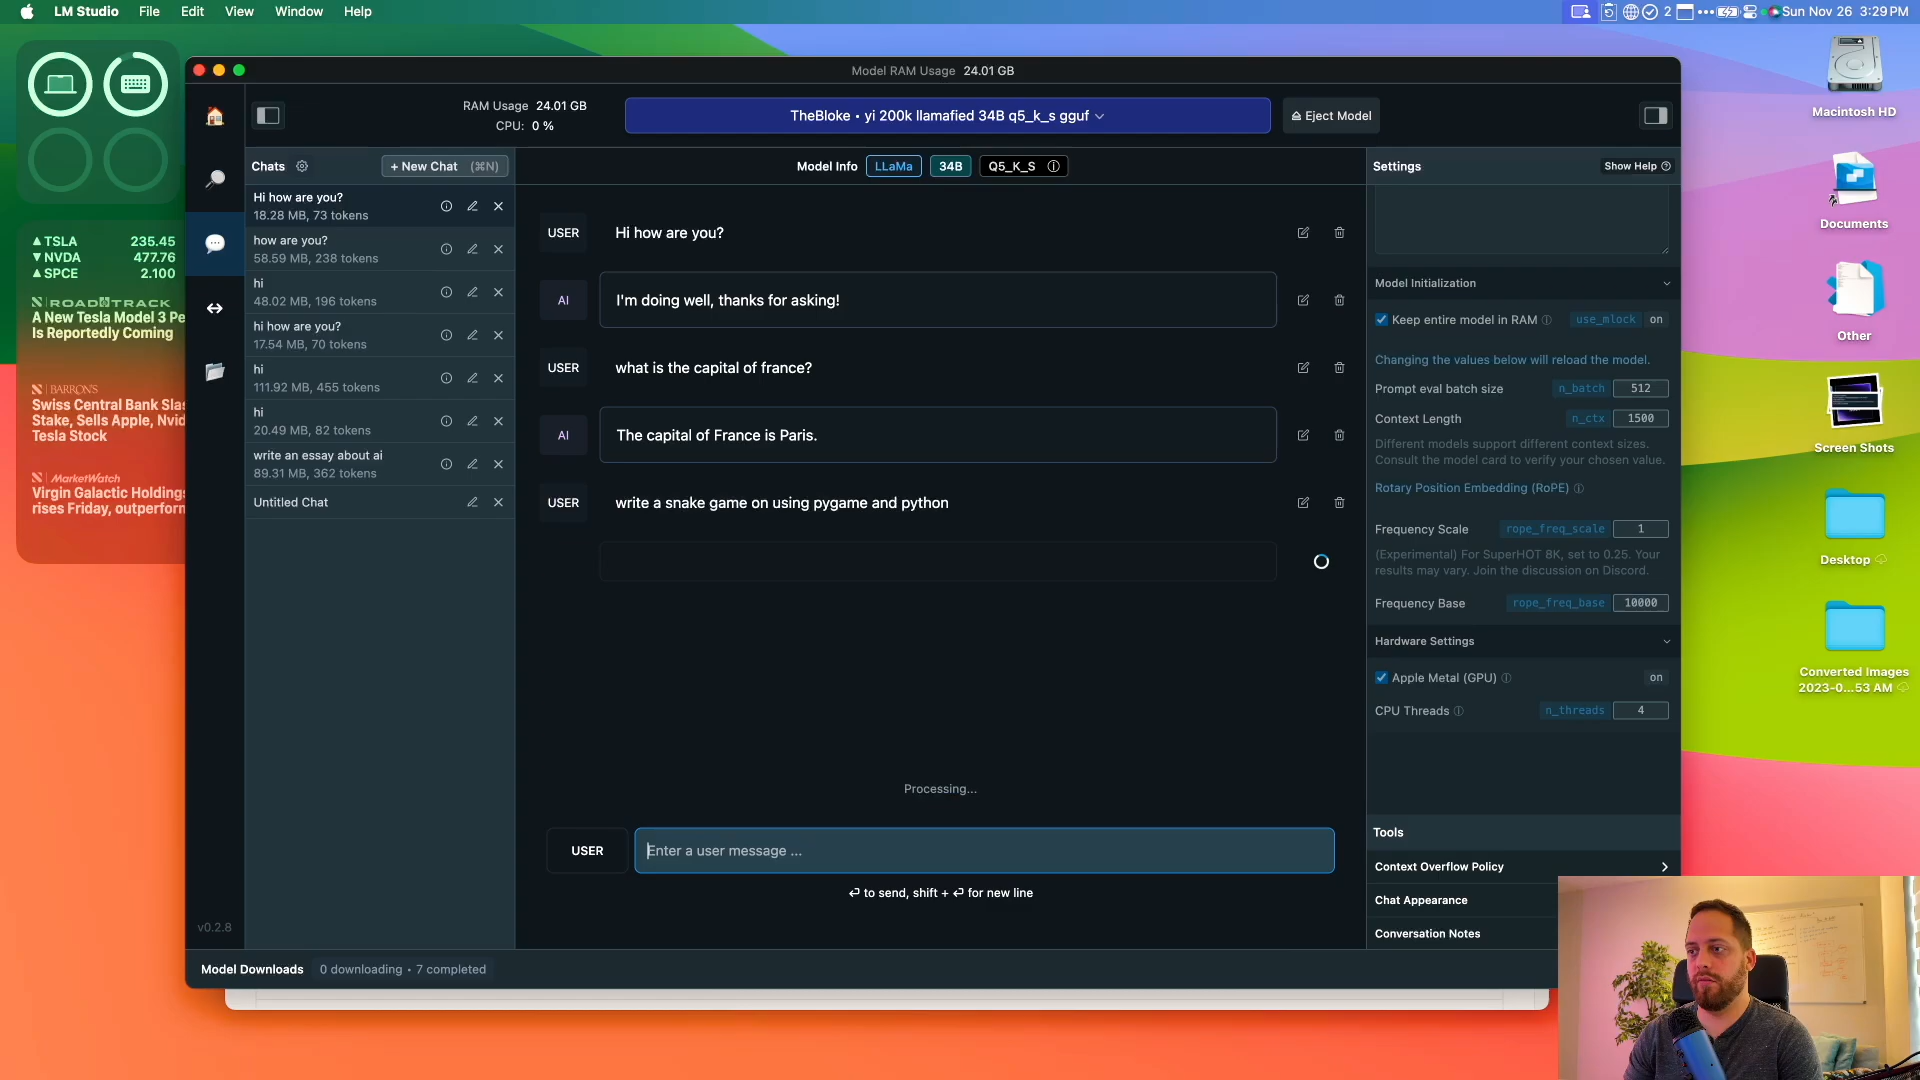 LM Studio File Edit View Window Help
2 Sun Nov 26 3:29 PM
Model RAM Usage 24.01 GB
RAM Usage 24.01 GB
CPU: 0 %
TheBloke • yi 200k llamafied 34B q5_k_s gguf
Eject Model
Chats
+ New Chat (⌘N)
Model Info LLaMa 34B Q5_K_S
Settings
Show Help
Hi how are you?
18.28 MB, 73 tokens
how are you?
58.59 MB, 238 tokens
hi
48.02 MB, 196 tokens
hi how are you?
17.54 MB, 70 tokens
hi
111.92 MB, 455 tokens
hi
20.49 MB, 82 tokens
write an essay about ai
89.31 MB, 362 tokens
Untitled Chat
v0.2.8
USER Hi how are you?
AI I'm doing well, thanks for asking!
USER what is the capital of france?
AI The capital of France is Paris.
USER write a snake game on using pygame and python
Processing...
USER Enter a user message ...
⏎ to send, shift + ⏎ for new line
Model Initialization
Keep entire model in RAM use_mlock on
Changing the values below will reload the model.
Prompt eval batch size n_batch 512
Context Length n_ctx 1500
Different models support different context sizes.
Consult the model card to verify your chosen value.
Rotary Position Embedding (RoPE)
Frequency Scale rope_freq_scale 1
(Experimental) For SuperHOT 8K, set to 0.25. Your
results may vary. Join the discussion on Discord.
Frequency Base rope_freq_base 10000
Hardware Settings
Apple Metal (GPU) on
CPU Threads n_threads 4
Tools
Context Overflow Policy
Chat Appearance
Conversation Notes
Model Downloads 0 downloading • 7 completed
▲TSLA 235.45
▼NVDA 477.76
▲SPCE 2.100
ROAD & TRACK
A New Tesla Model 3 Pe
Is Reportedly Coming
BARRON'S
Swiss Central Bank Slas
Stake, Sells Apple, Nvid
Tesla Stock
MarketWatch
Virgin Galactic Holdings
rises Friday, outperform
Macintosh HD
Documents
Other
Screen Shots
Desktop
Converted Images
2023-0...53 AM